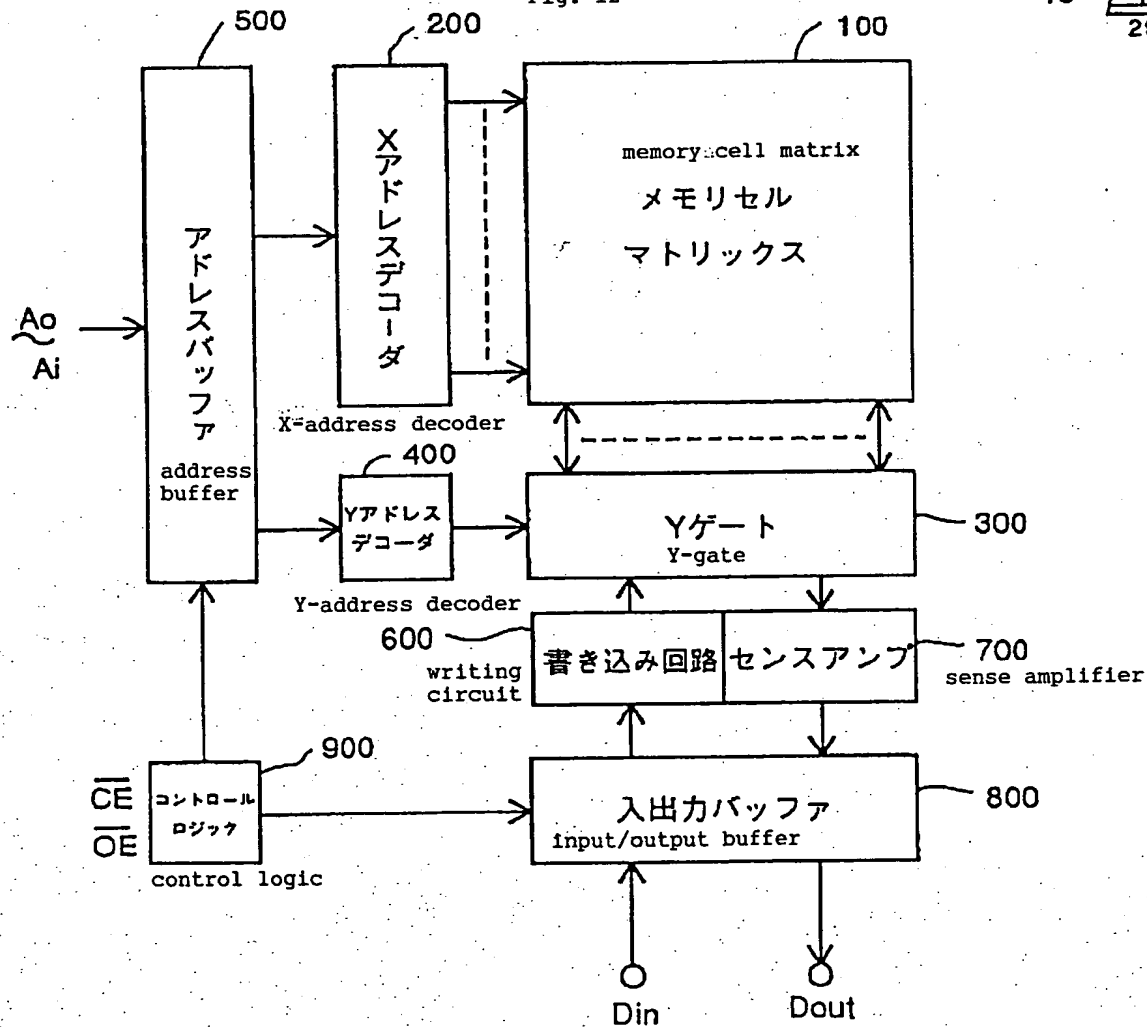 Fig. 12
500
200
100
Xアドレスデコーダ
memory cell matrix
メモリセル
マトリックス
アドレスバッファ
Ao
~
Ai
X=address decoder
address
buffer
400
Yアドレス
デコーダ
Yゲート
Y-gate
300
Y-address decoder
600
書き込み回路
センスアンプ
700
writing
circuit
sense amplifier
900
CE
OE
コントロール
ロジック
control logic
入出力バッファ
input/output buffer
800
Din
Dout